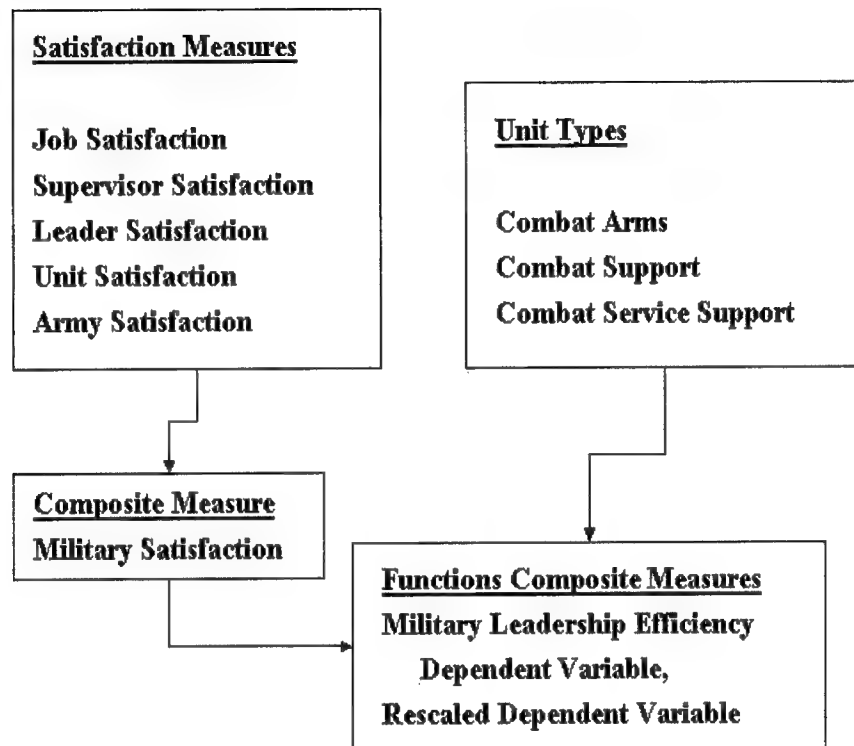 Satisfaction Measures
Job Satisfaction
Supervisor Satisfaction
Leader Satisfaction
Unit Satisfaction
Army Satisfaction
Unit Types
Combat Arms
Combat Support
Combat Service Support
Composite Measure
Military Satisfaction
Functions Composite Measures
Military Leadership Efficiency
Dependent Variable,
Rescaled Dependent Variable